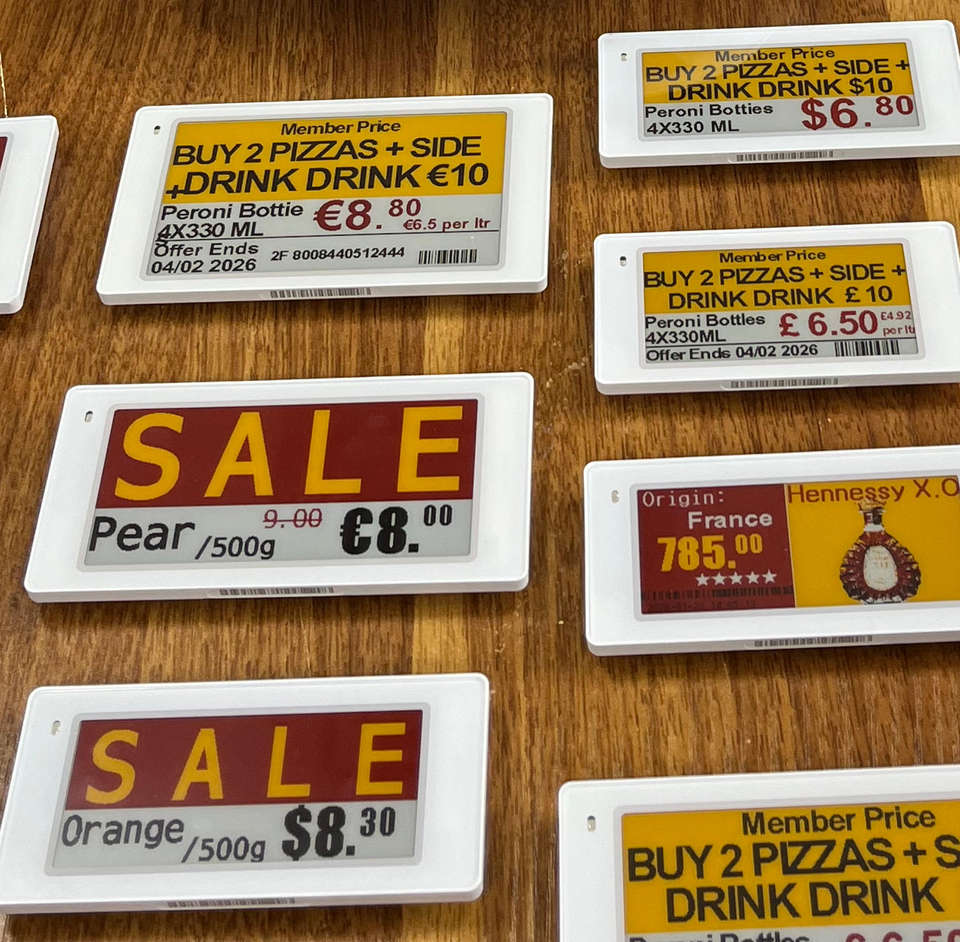 Member Price
BUY 2 PIZZAS + SIDE
+DRINK DRINK €10
Peroni Bottie €8.80
4X330 ML €6.5 per ltr
Offer Ends
04/02 2026 2F 8008440512444
Member Price
BUY 2 PIZZAS + SIDE +
DRINK DRINK $10
Peroni Botties $6.80
4X330 ML
Member Price
BUY 2 PIZZAS + SIDE +
DRINK DRINK £10
Peroni Bottles £6.50 £4.92
4X330ML per ltr
Offer Ends 04/02 2026
SALE
Pear /500g 9.00 €8.00
Origin:
France
785.00
Hennessy X.O
SALE
Orange /500g $8.30
Member Price
BUY 2 PIZZAS + S
DRINK DRINK